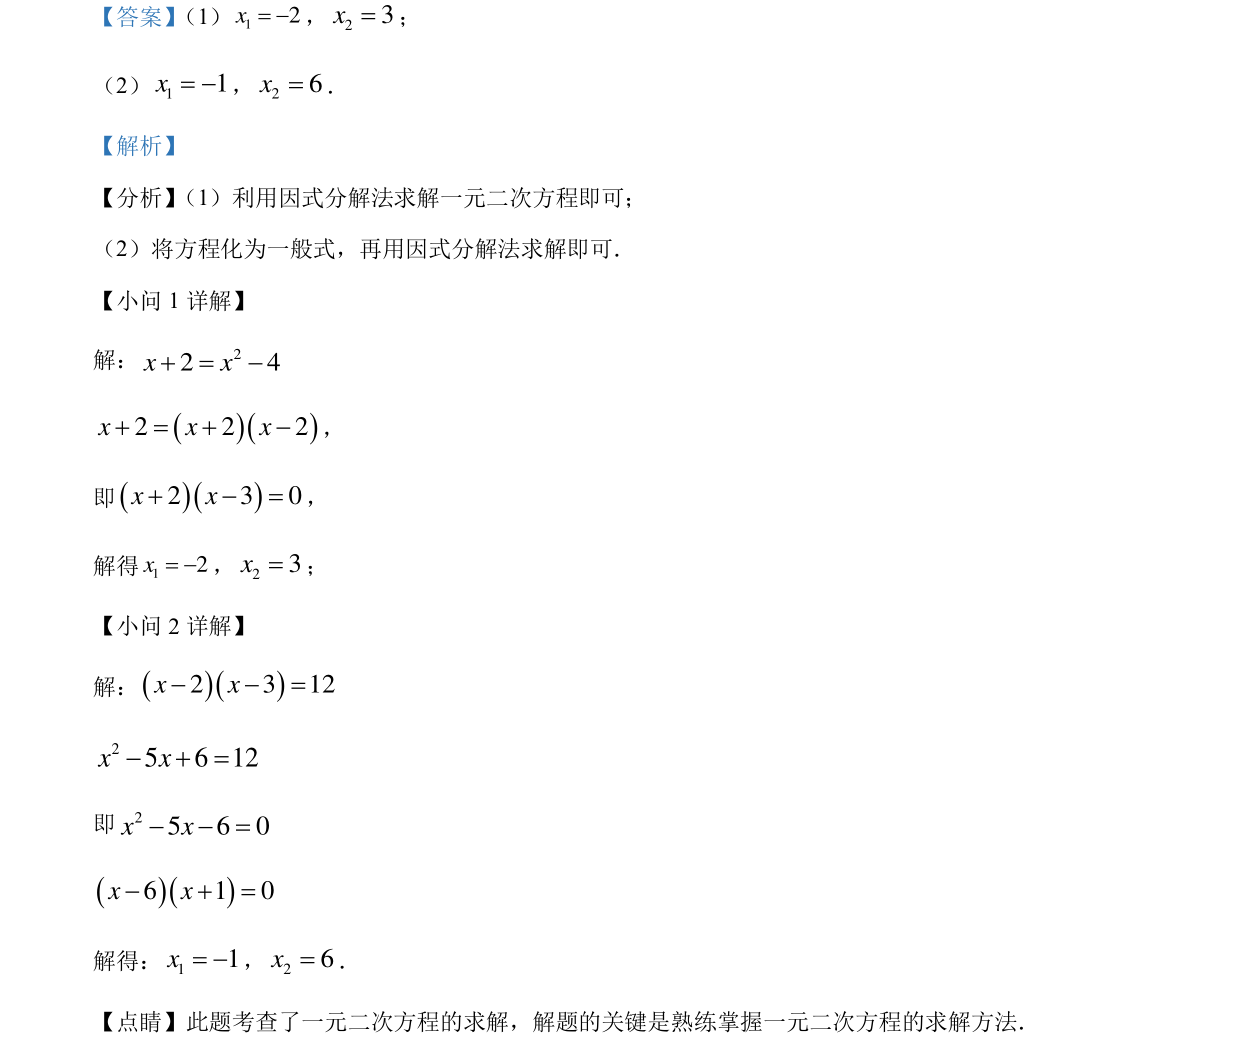 【答案】（1）x₁ = −2，x₂ = 3；
（2）x₁ = −1，x₂ = 6．
【解析】
【分析】（1）利用因式分解法求解一元二次方程即可；
（2）将方程化为一般式，再用因式分解法求解即可．
【小问 1 详解】
解：x + 2 = x² − 4
x + 2 = (x + 2)(x − 2)，
即(x + 2)(x − 3) = 0，
解得 x₁ = −2，x₂ = 3；
【小问 2 详解】
解：(x − 2)(x − 3) = 12
x² − 5x + 6 = 12
即 x² − 5x − 6 = 0
(x − 6)(x + 1) = 0
解得：x₁ = −1，x₂ = 6．
【点睛】此题考查了一元二次方程的求解，解题的关键是熟练掌握一元二次方程的求解方法．